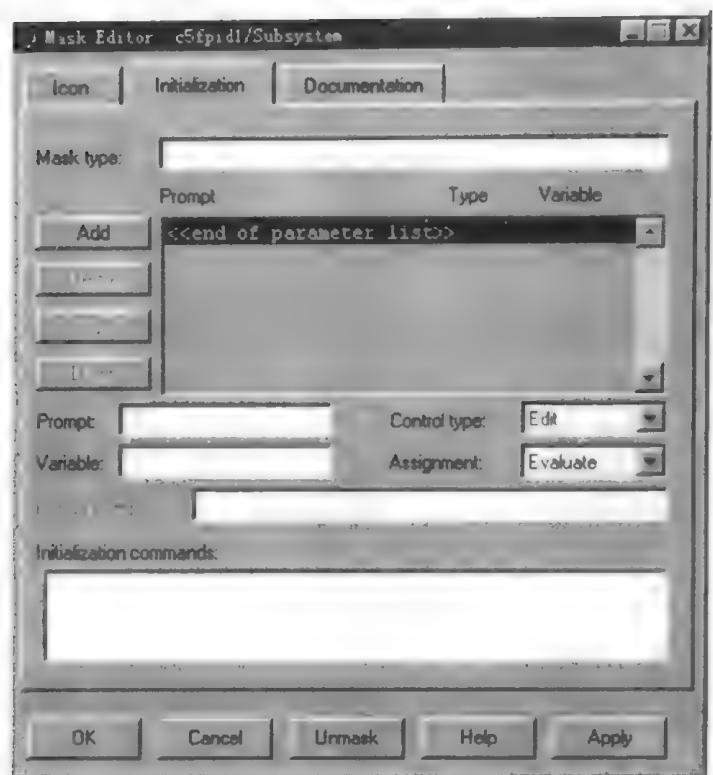 Mask Editor c5fpid1/Subsystem
Icon Initialization Documentation
Mask type:
Prompt Type Variable
Add <<end of parameter list>>
Prompt: Control type: Edit
Variable: Assignment: Evaluate
Initialization commands:
OK Cancel Unmask Help Apply